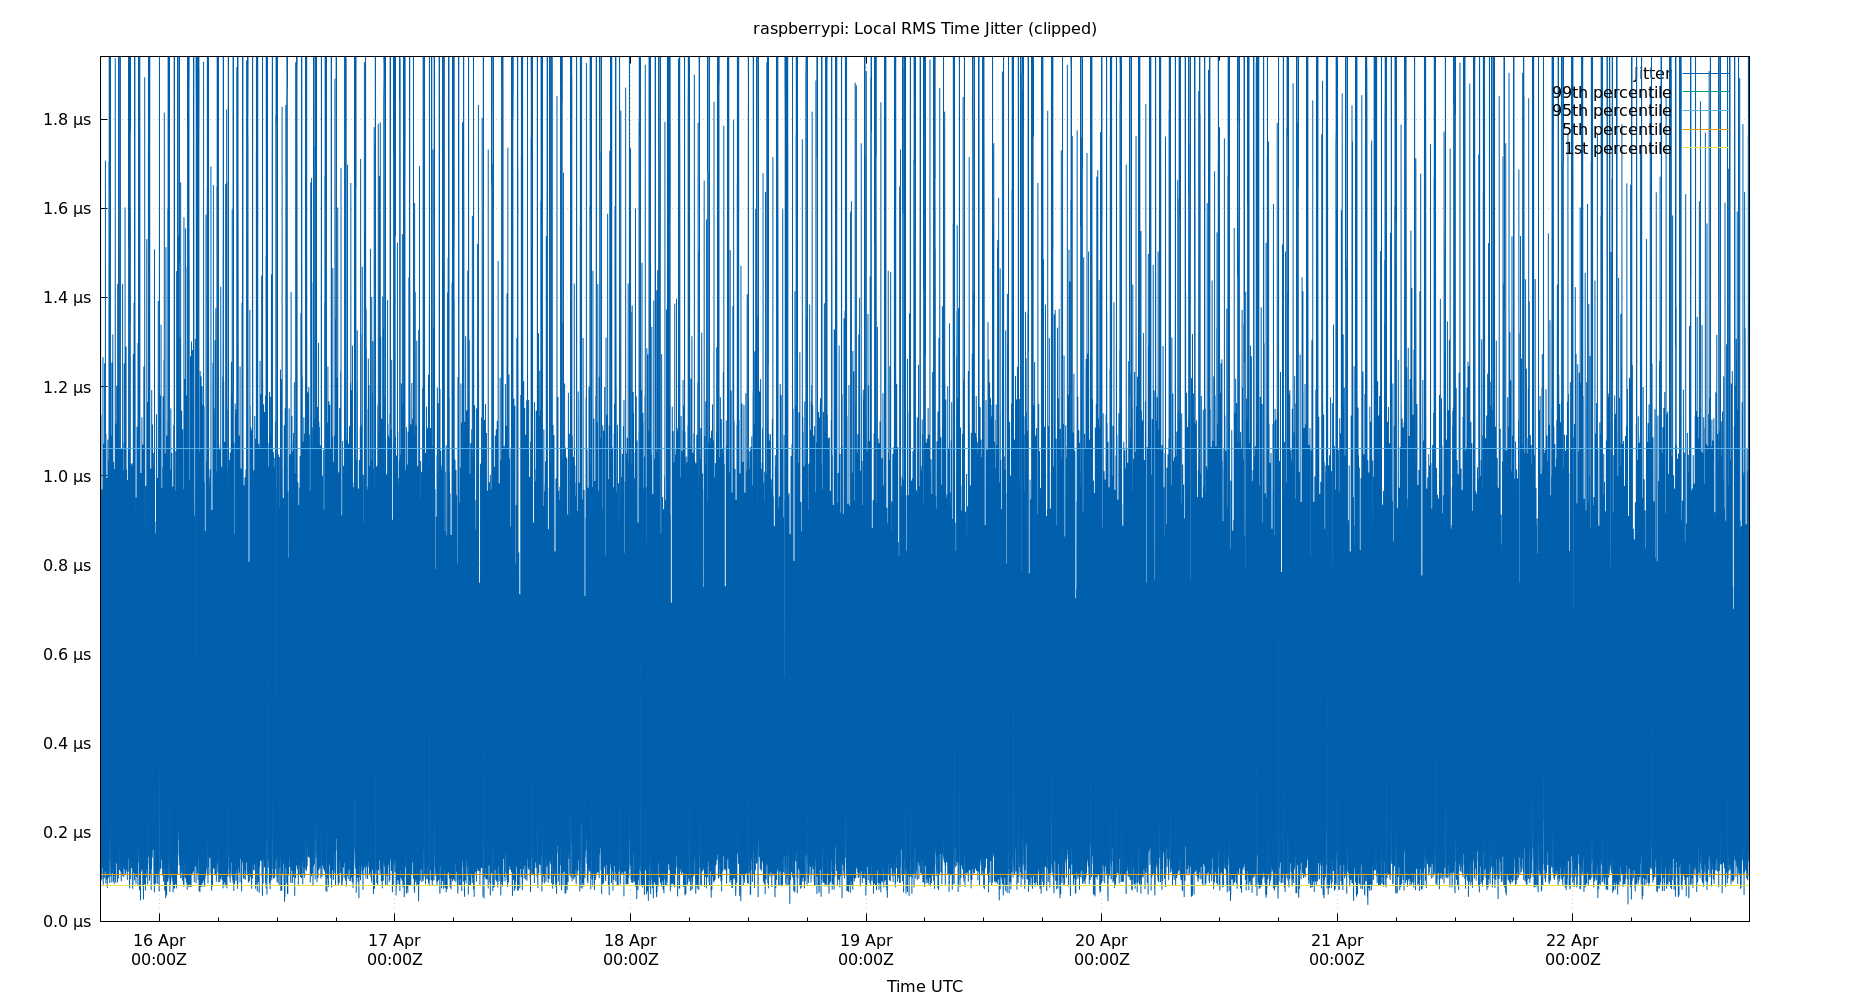 raspberrypi: Local RMS Time Jitter (clipped)
jitter
99th percentile
95th percentile
5th percentile
1st percentile
1.8 µs
1.6 µs
1.4 µs
1.2 µs
1.0 µs
0.8 µs
0.6 µs
0.4 µs
0.2 µs
0.0 µs
16 Apr 17 Apr 18 Apr 19 Apr 20 Apr 21 Apr 22 Apr
00:00Z 00:00Z 00:00Z 00:00Z 00:00Z 00:00Z 00:00Z
Time UTC